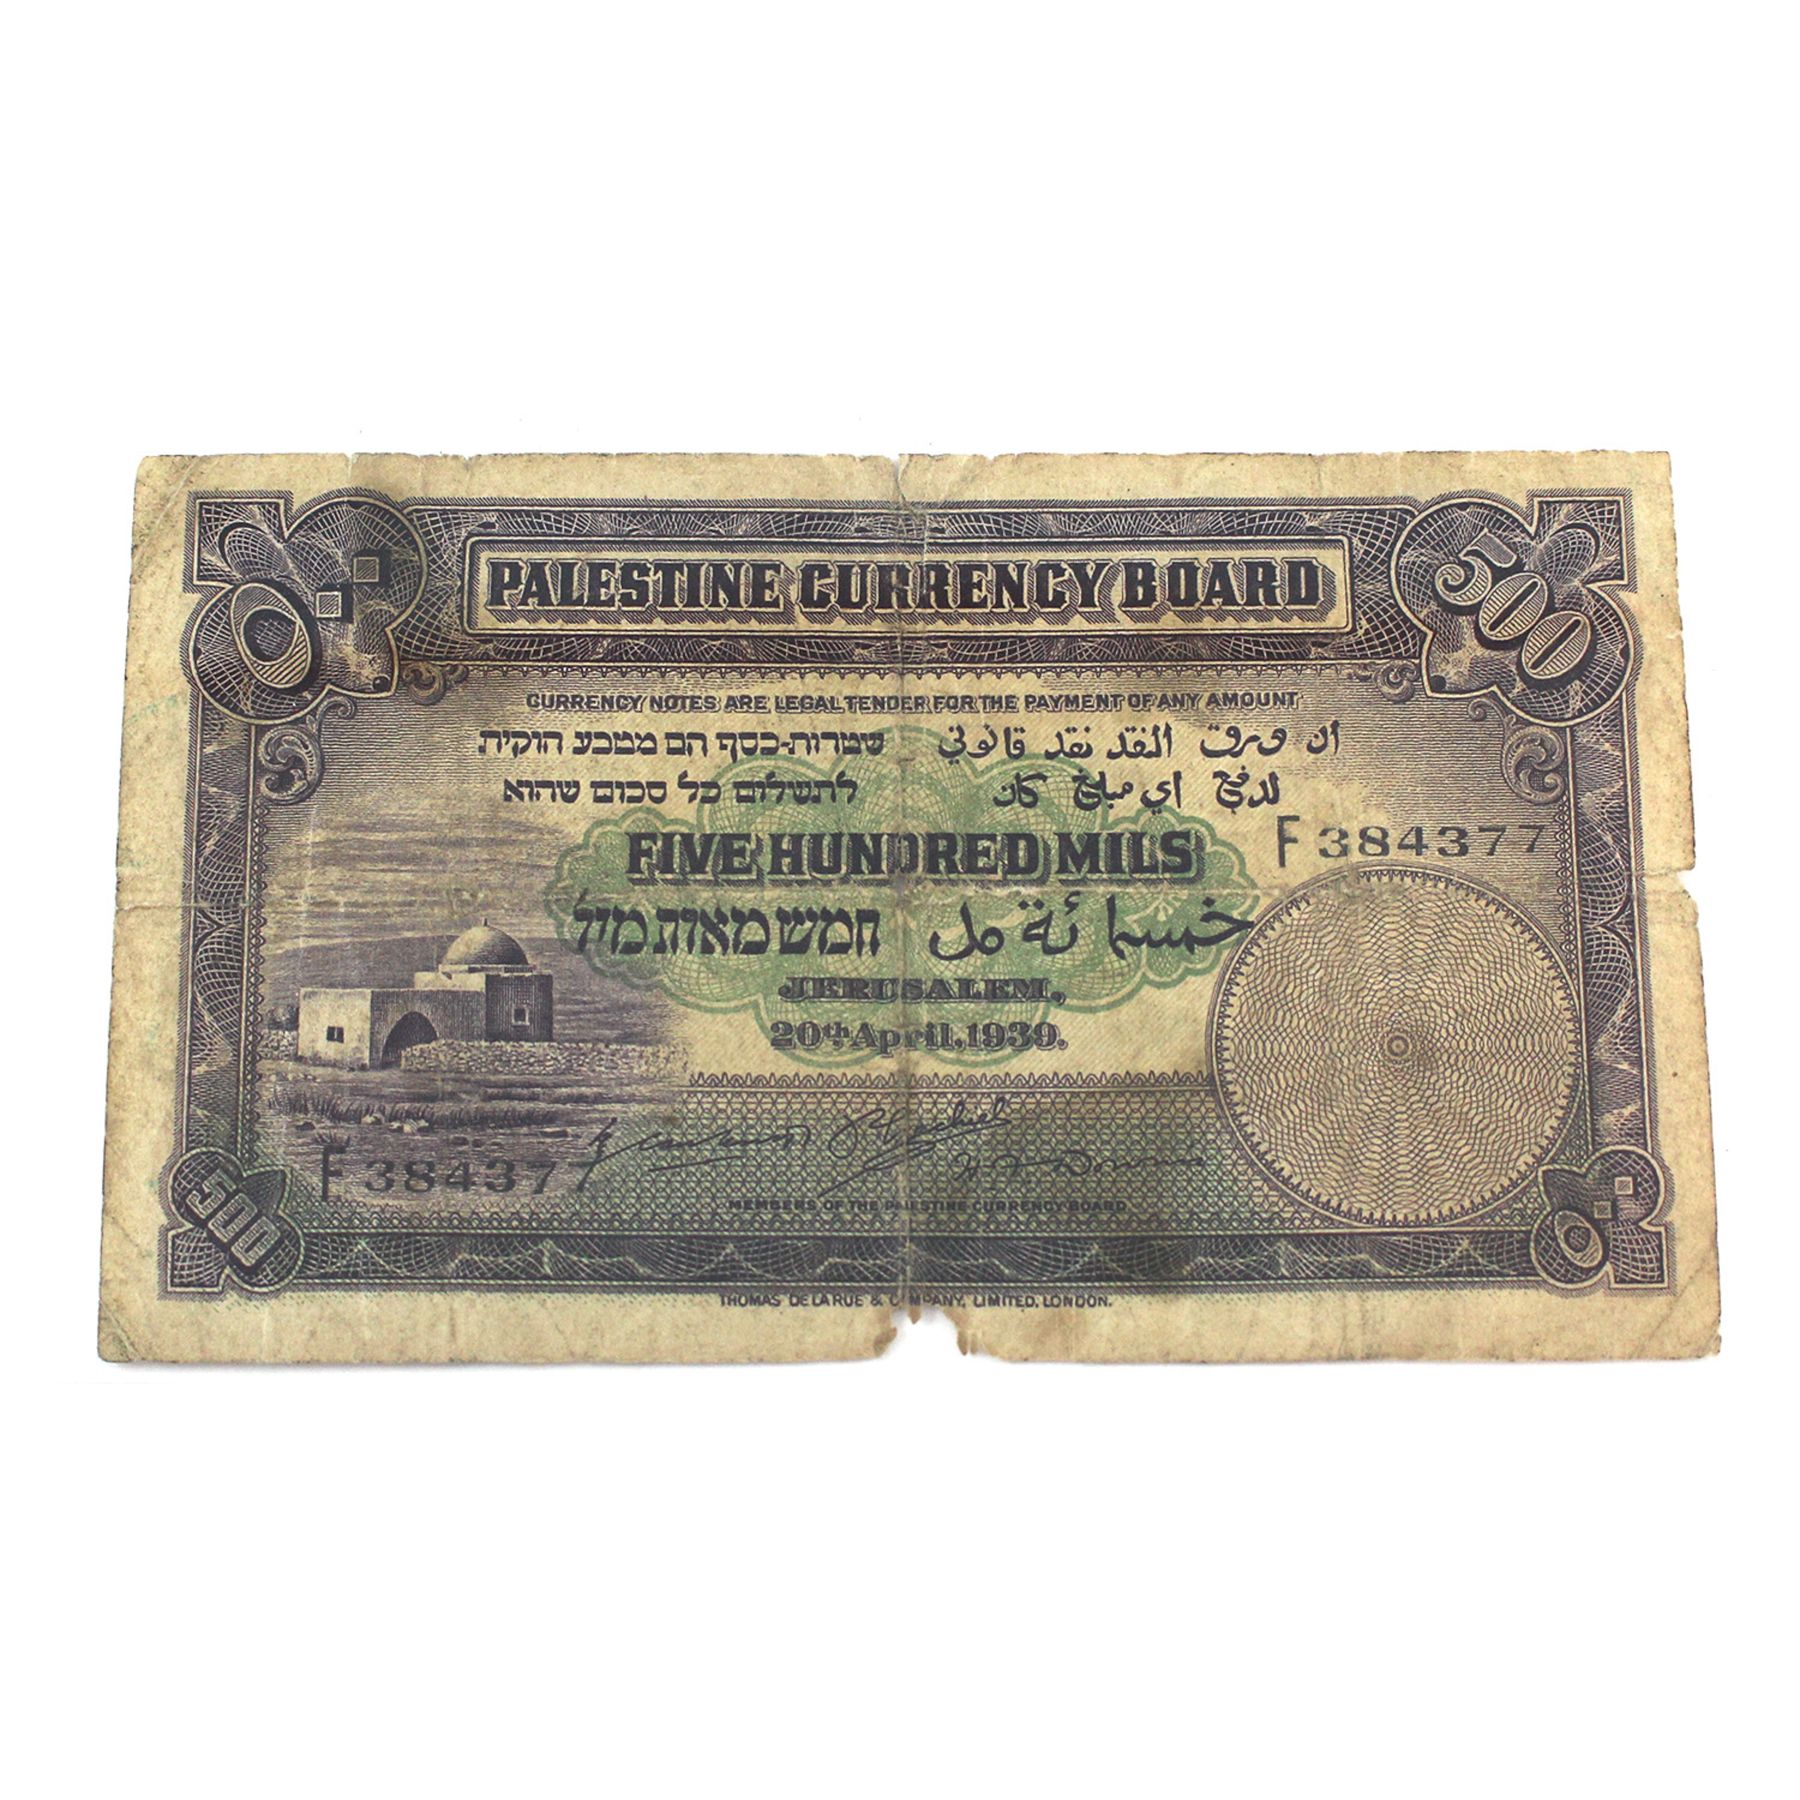 ٥٠٠
500
PALESTINE CURRENCY BOARD
CURRENCY NOTES ARE LEGAL TENDER FOR THE PAYMENT OF ANY AMOUNT
שטרות-כסף הם מטבע חוקית
לתשלום כל סכום שהוא
ان ورق النقد نقد قانوني
لدفع اي مبلغ كان
F 384377
FIVE HUNDRED MILS
חמש מאות מיל
خمسمائة مل
JERUSALEM,
20th April, 1939.
F 384377
MEMBERS OF THE PALESTINE CURRENCY BOARD.
500
٥٠٠
THOMAS DE LA RUE & COMPANY, LIMITED, LONDON.